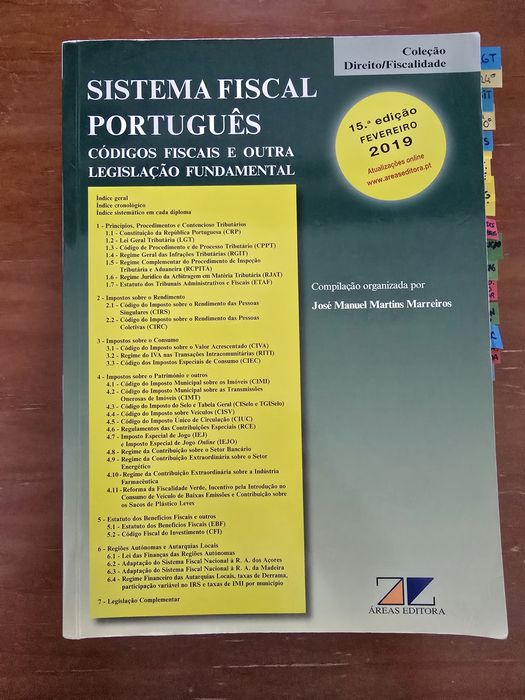 Coleção
Direito/Fiscalidade
SISTEMA FISCAL
PORTUGUÊS
CÓDIGOS FISCAIS E OUTRA
LEGISLAÇÃO FUNDAMENTAL
15.ª edição
FEVEREIRO
2019
Atualizações online
www.areaseditora.pt
Índice geral
Índice cronológico
Índice sistemático em cada diploma
1 - Princípios, Procedimentos e Contencioso Tributários
1.1 - Constituição da República Portuguesa (CRP)
1.2 - Lei Geral Tributária (LGT)
1.3 - Código de Procedimento e de Processo Tributário (CPPT)
1.4 - Regime Geral das Infrações Tributárias (RGIT)
1.5 - Regime Complementar do Procedimento de Inspeção
Tributária e Aduaneira (RCPITA)
1.6 - Regime Jurídico da Arbitragem em Matéria Tributária (RJAT)
1.7 - Estatuto dos Tribunais Administrativos e Fiscais (ETAF)
2 - Impostos sobre o Rendimento
2.1 - Código do Imposto sobre o Rendimento das Pessoas
Singulares (CIRS)
2.2 - Código do Imposto sobre o Rendimento das Pessoas
Coletivas (CIRC)
3 - Impostos sobre o Consumo
3.1 - Código do Imposto sobre o Valor Acrescentado (CIVA)
3.2 - Regime do IVA nas Transações Intracomunitárias (RITI)
3.3 - Código dos Impostos Especiais de Consumo (CIEC)
4 - Impostos sobre o Património e outros
4.1 - Código do Imposto Municipal sobre os Imóveis (CIMI)
4.2 - Código do Imposto Municipal sobre as Transmissões
Onerosas de Imóveis (CIMT)
4.3 - Código do Imposto do Selo e Tabela Geral (CISelo e TGISelo)
4.4 - Código do Imposto sobre Veículos (CISV)
4.5 - Código do Imposto Único de Circulação (CIUC)
4.6 - Regulamentos das Contribuições Especiais (RCE)
4.7 - Imposto Especial de Jogo (IEJ)
e Imposto Especial de Jogo Online (IEJO)
4.8 - Regime da Contribuição sobre o Setor Bancário
4.9 - Regime da Contribuição Extraordinária sobre o Setor
Energético
4.10 - Regime da Contribuição Extraordinária sobre a Indústria
Farmacêutica
4.11 - Reforma da Fiscalidade Verde, Incentivo pela Introdução no
Consumo de Veículo de Baixas Emissões e Contribuição sobre
os Sacos de Plástico Leves
5 - Estatuto dos Benefícios Fiscais e outros
5.1 - Estatuto dos Benefícios Fiscais (EBF)
5.2 - Código Fiscal do Investimento (CFI)
6 - Regiões Autónomas e Autarquias Locais
6.1 - Lei das Finanças das Regiões Autónomas
6.2 - Adaptação do Sistema Fiscal Nacional à R. A. dos Açores
6.3 - Adaptação do Sistema Fiscal Nacional à R. A. da Madeira
6.4 - Regime Financeiro das Autarquias Locais, taxas de Derrama,
participação variável no IRS e taxas de IMI por município
7 - Legislação Complementar
Compilação organizada por
José Manuel Martins Marreiros
ÁREAS EDITORA